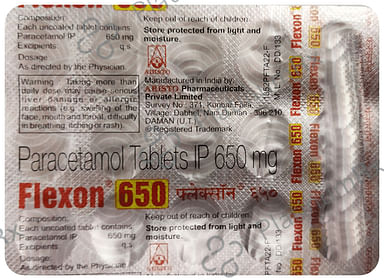 Composition:
Each uncoated tablet contains
Paracetamol IP 650 mg
Excipients q.s
Dosage:
As directed by the Physician
Keep out of reach of children.
Store protected from light and
moisture.
Warning : Taking more than
daily dose may cause serious
liver damage or allergic
reactions (e.g. swelling of the
face, mouth and throat, difficulty
in breathing, itching or rash).
ARISTO
Manufactured in India by:
ARISTO Pharmaceuticals
Private Limited
Survey No.: 371, Kunbar Falia,
Village: Dabhel, Nani Daman - 396 210,
DAMAN (U.T.)
® Registered Trademark
Paracetamol Tablets IP 650 mg
Flexon® 650 फ्लेक्सोन® ६५०
Composition:
Each uncoated tablet contains
Paracetamol IP 650 mg
Excipients q.s
Dosage:
As directed by the Physician
Keep out of reach of children.
Store protected from light and
moisture.
Flexon® 650
Flexon® 650